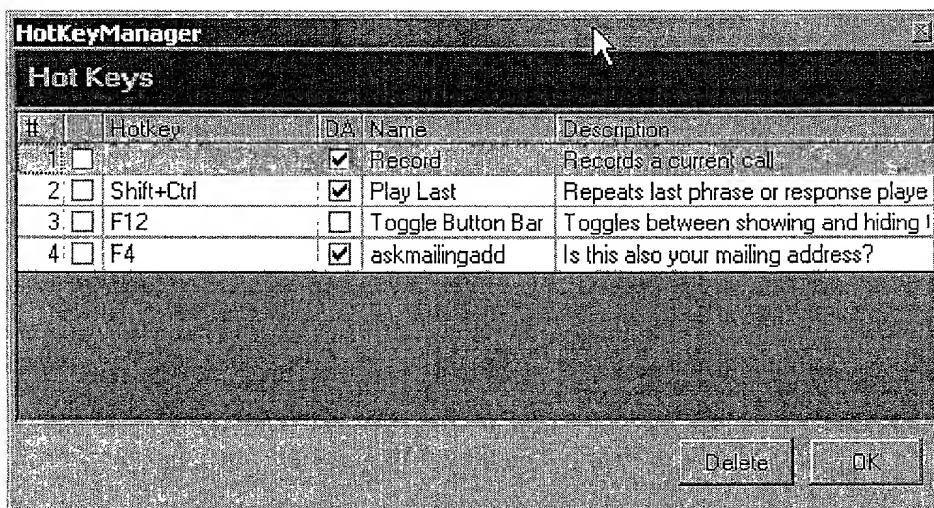 HotKeyManager
Hot Keys
# Hotkey DA Name Description
1 Record Records a current call
2 Shift+Ctrl Play Last Repeats last phrase or response playe
3 F12 Toggle Button Bar Toggles between showing and hiding t
4 F4 askmailingadd Is this also your mailing address?
Delete OK